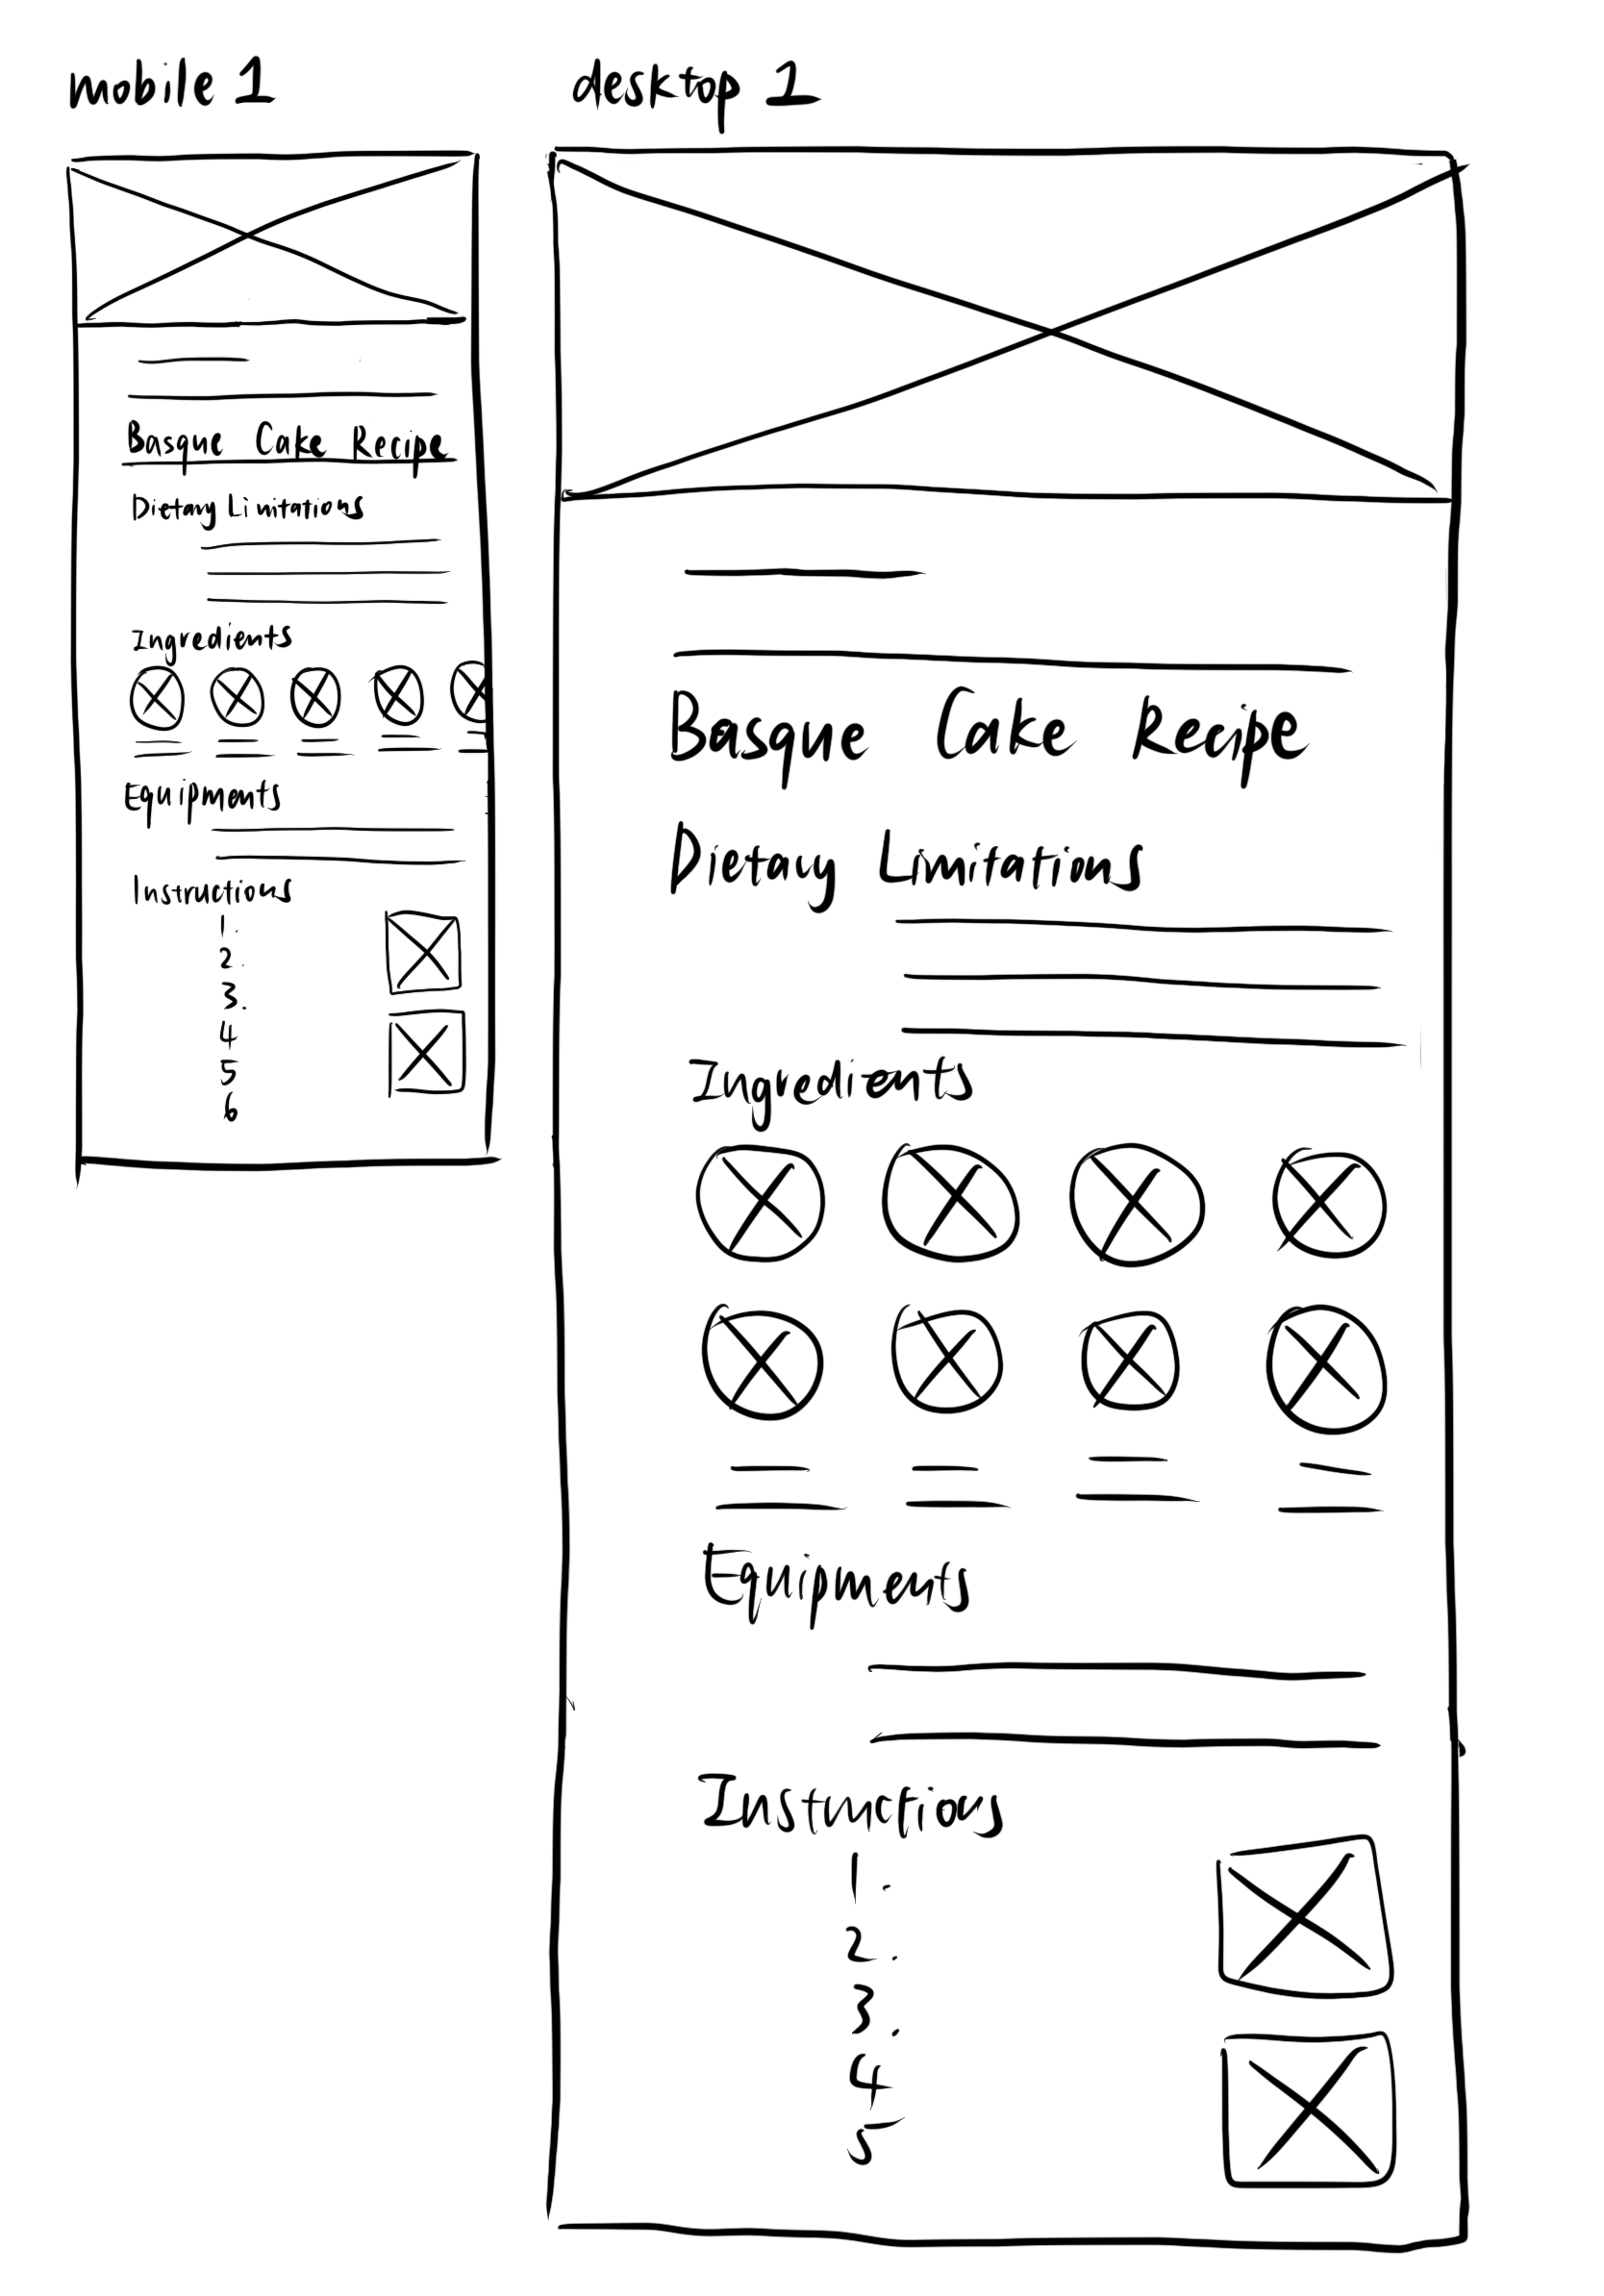 mobile 1
Basque Cake Recipe
Dietary Limitations
Ingredients
Equipments
Instructions
1.
2.
3.
4
5
6
desktop 1
Basque Cake Recipe
Dietary Limitations
Ingredients
Equipments
Instructions
1.
2.
3.
4
5